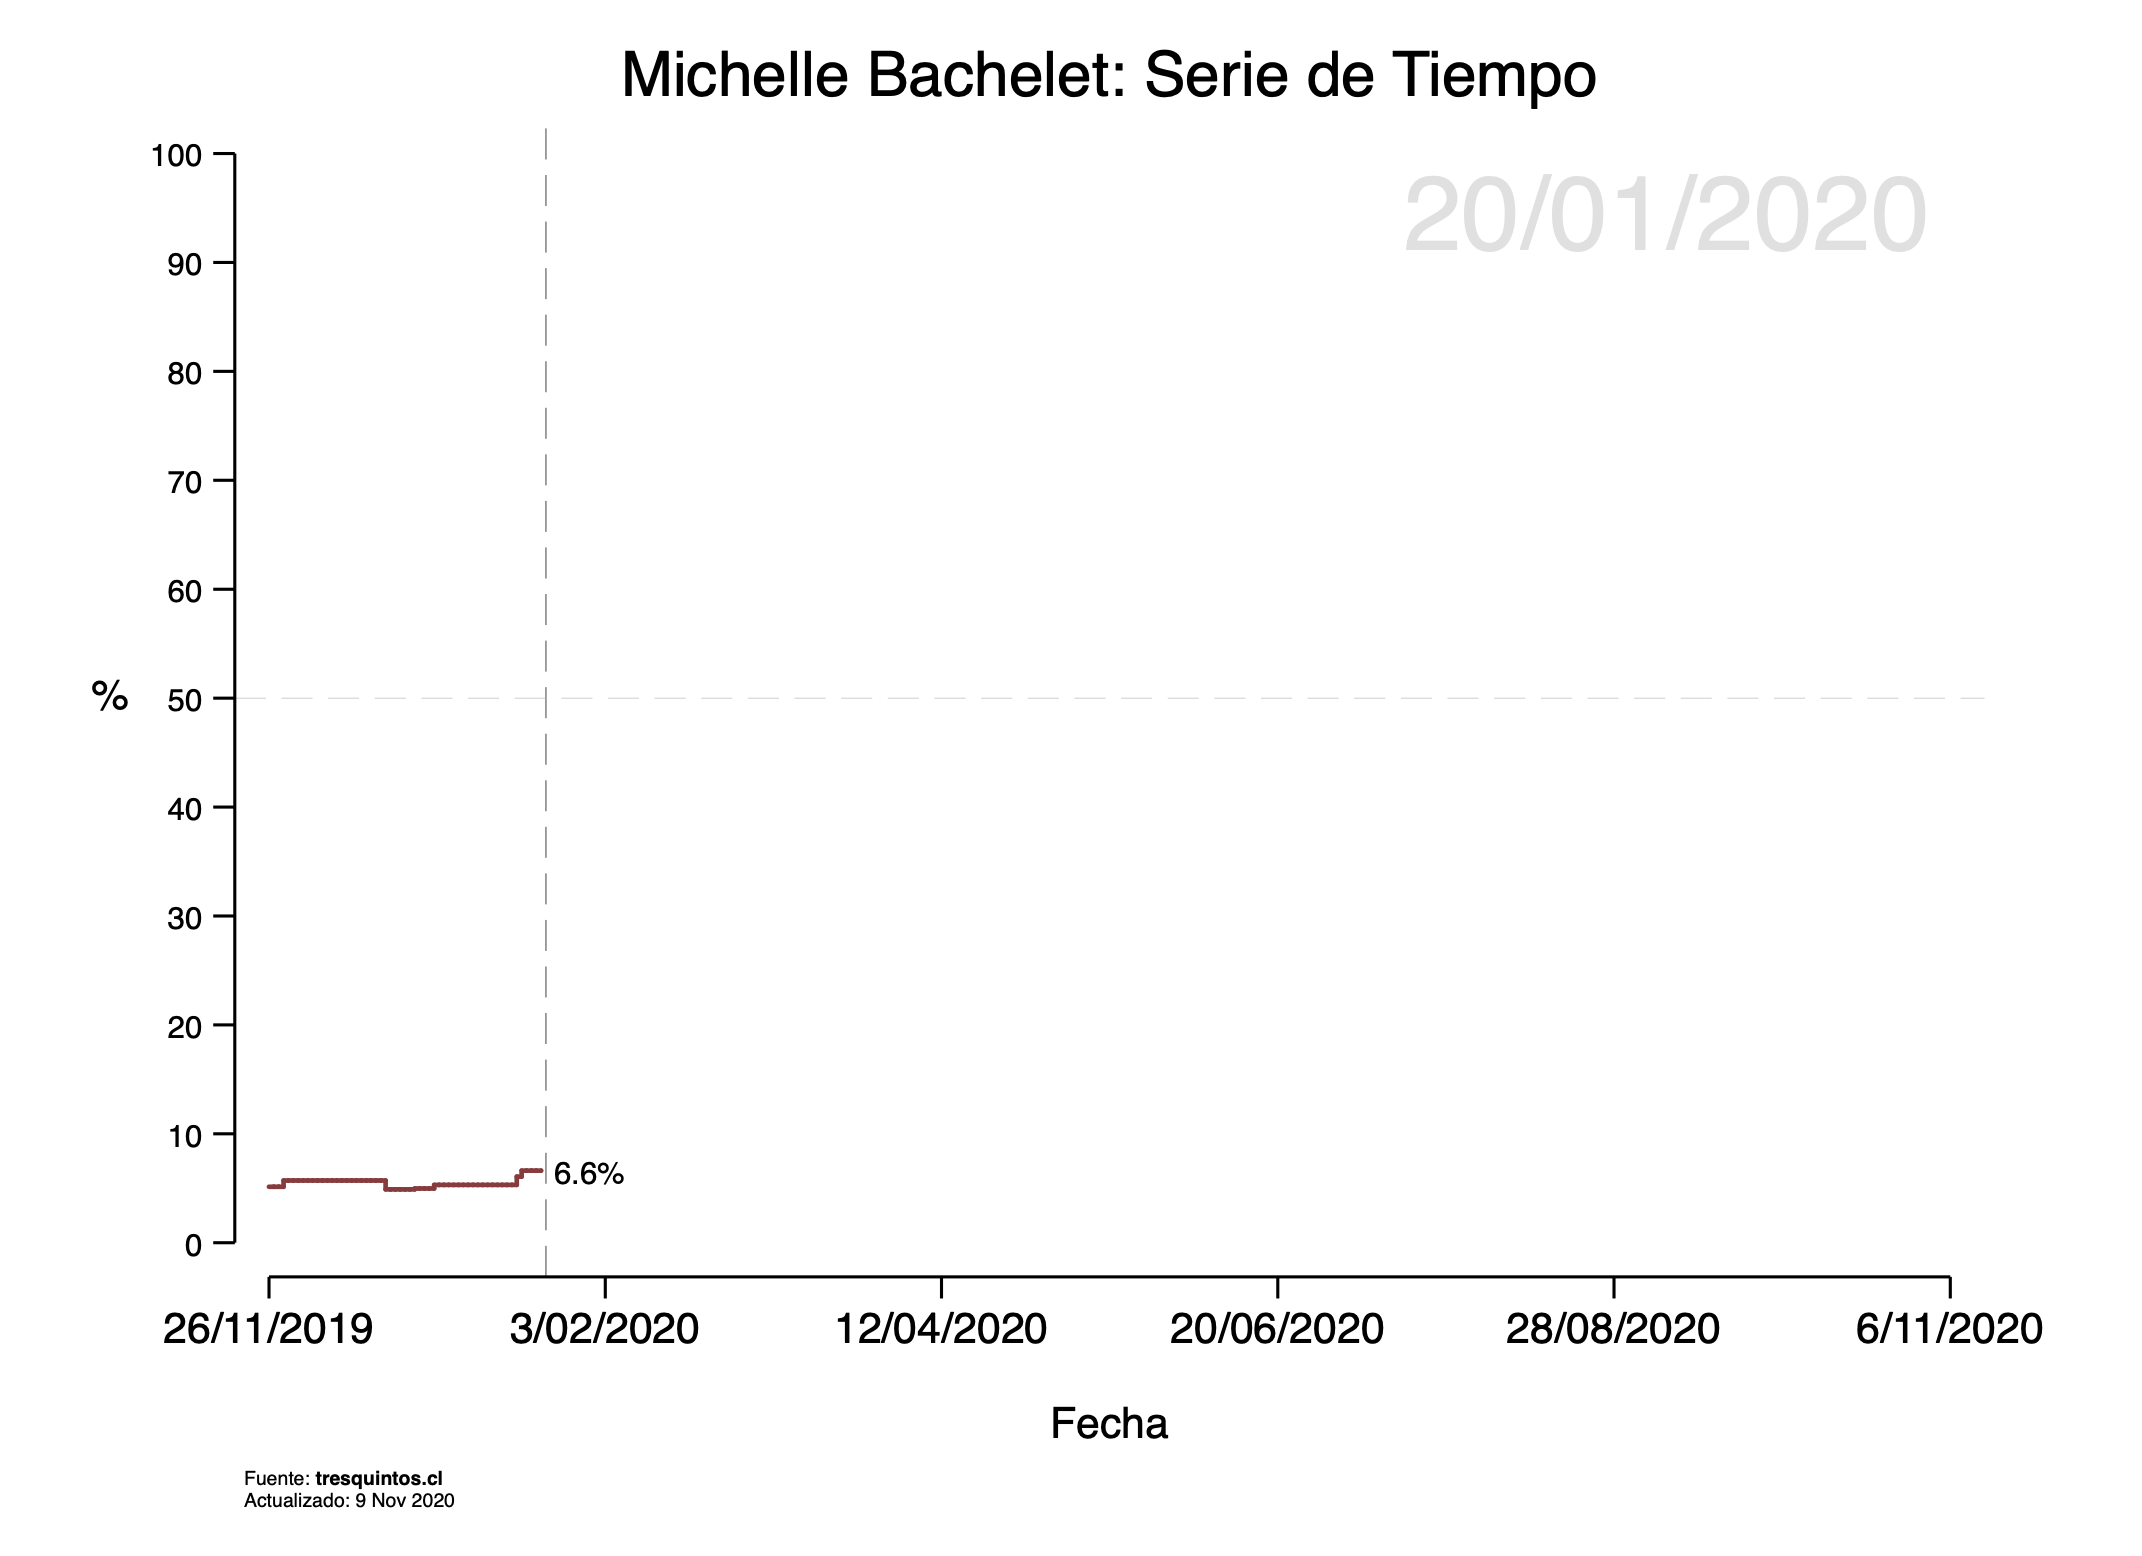 Michelle Bachelet: Serie de Tiempo
20/01/2020
100
90
80
70
60
% 50
40
30
20
10
6.6%
0
26/11/2019 3/02/2020 12/04/2020 20/06/2020 28/08/2020 6/11/2020
Fecha
Fuente: tresquintos.cl
Actualizado: 9 Nov 2020